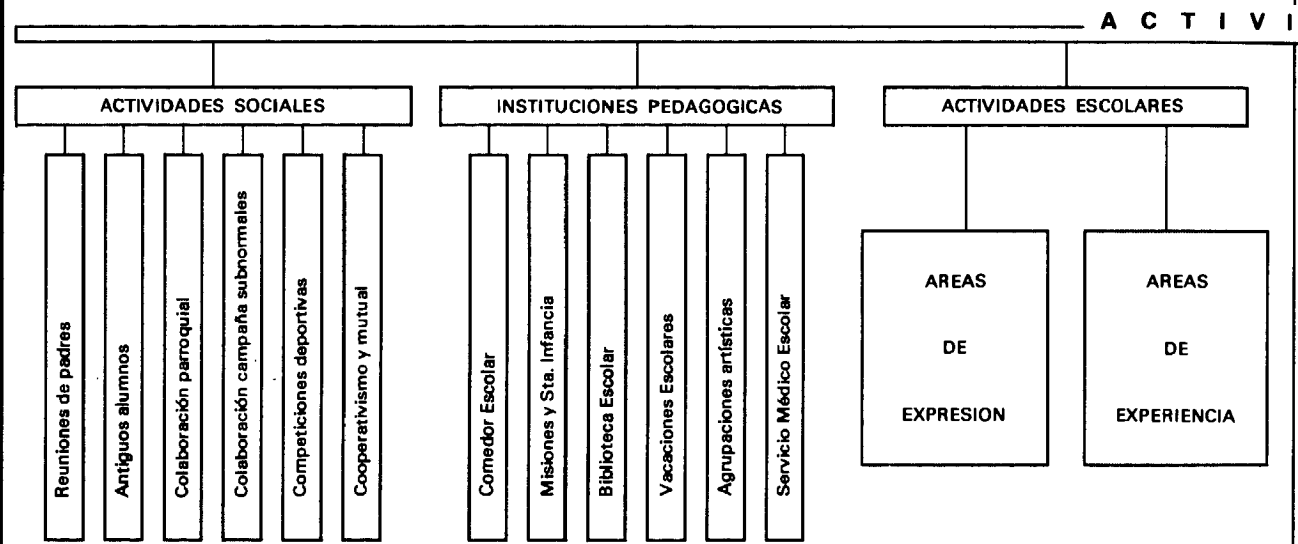 A C T I V I
ACTIVIDADES SOCIALES
INSTITUCIONES PEDAGOGICAS
ACTIVIDADES ESCOLARES
Reuniones de padres
Antiguos alumnos
Colaboración parroquial
Colaboración campaña subnormales
Competiciones deportivas
Cooperativismo y mutual
Comedor Escolar
Misiones y Sta. Infancia
Biblioteca Escolar
Vacaciones Escolares
Agrupaciones artísticas
Servicio Médico Escolar
AREAS
DE
EXPRESION
AREAS
DE
EXPERIENCIA